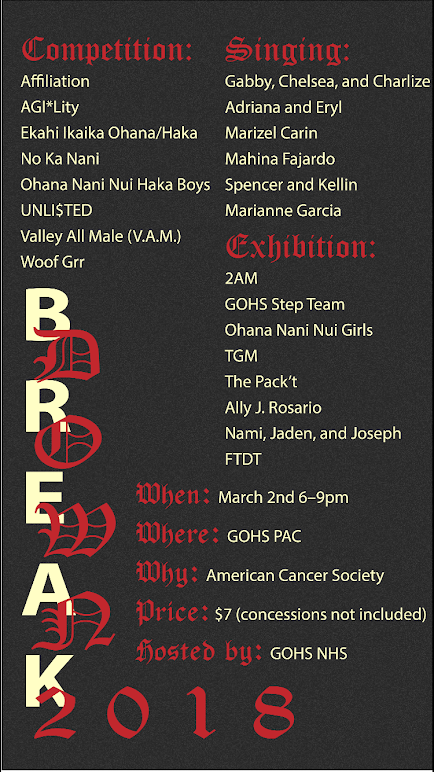 Competition:
Affiliation
AGI*Lity
Ekahi Ikaika Ohana/Haka
No Ka Nani
Ohana Nani Nui Haka Boys
UNLI$TED
Valley All Male (V.A.M.)
Woof Grr
Singing:
Gabby, Chelsea, and Charlize
Adriana and Eryl
Marizel Carin
Mahina Fajardo
Spencer and Kellin
Marianne Garcia
Exhibition:
2AM
GOHS Step Team
Ohana Nani Nui Girls
TGM
The Pack't
Ally J. Rosario
Nami, Jaden, and Joseph
FTDT
BREAK
DOWN
When: March 2nd 6–9pm
Where: GOHS PAC
Why: American Cancer Society
Price: $7 (concessions not included)
Hosted by: GOHS NHS
2018